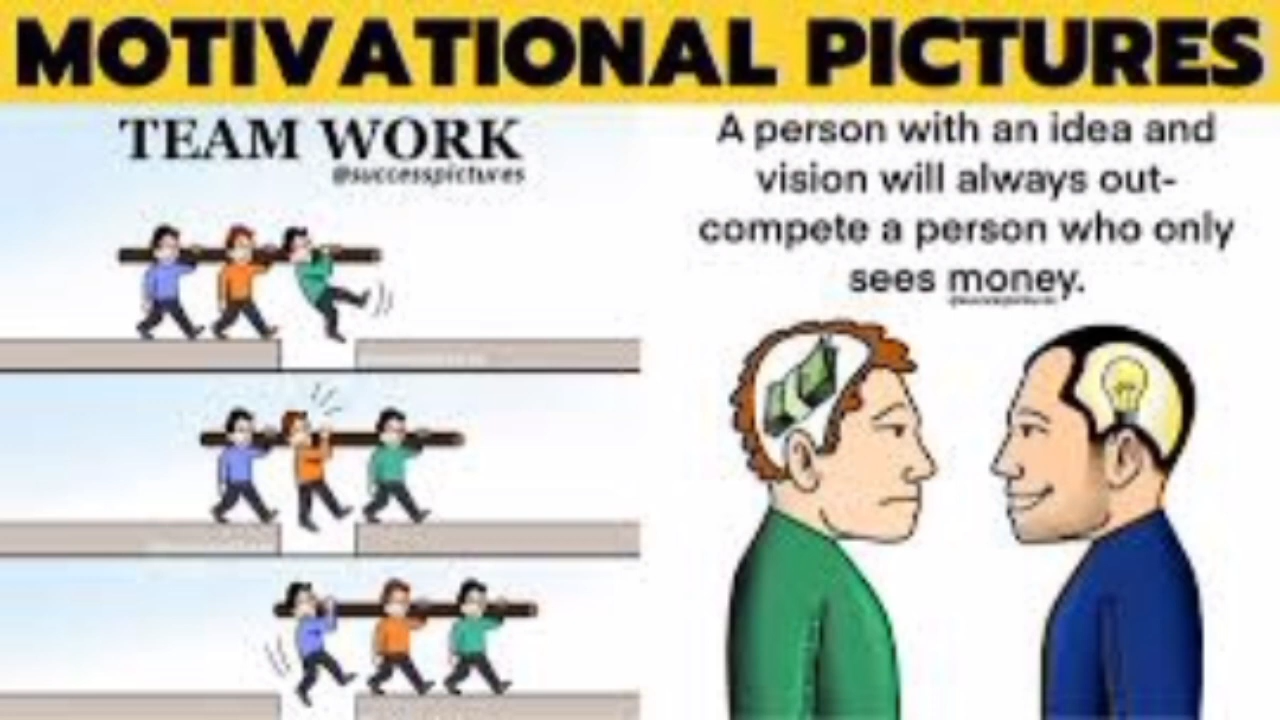 MOTIVATIONAL PICTURES
TEAM WORK
@successpictures
A person with an idea and
vision will always out-
compete a person who only
sees money.